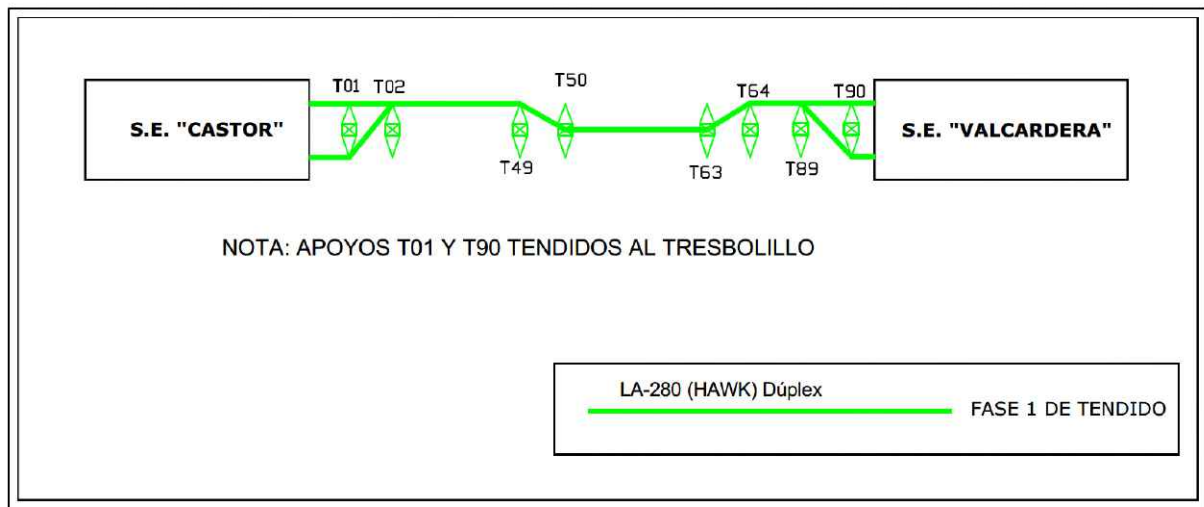 T50
T01 T02 T64 T90
S.E. "CASTOR" S.E. "VALCARDERA"
T49 T63 T89
NOTA: APOYOS T01 Y T90 TENDIDOS AL TRESBOLILLO
LA-280 (HAWK) Dúplex
FASE 1 DE TENDIDO